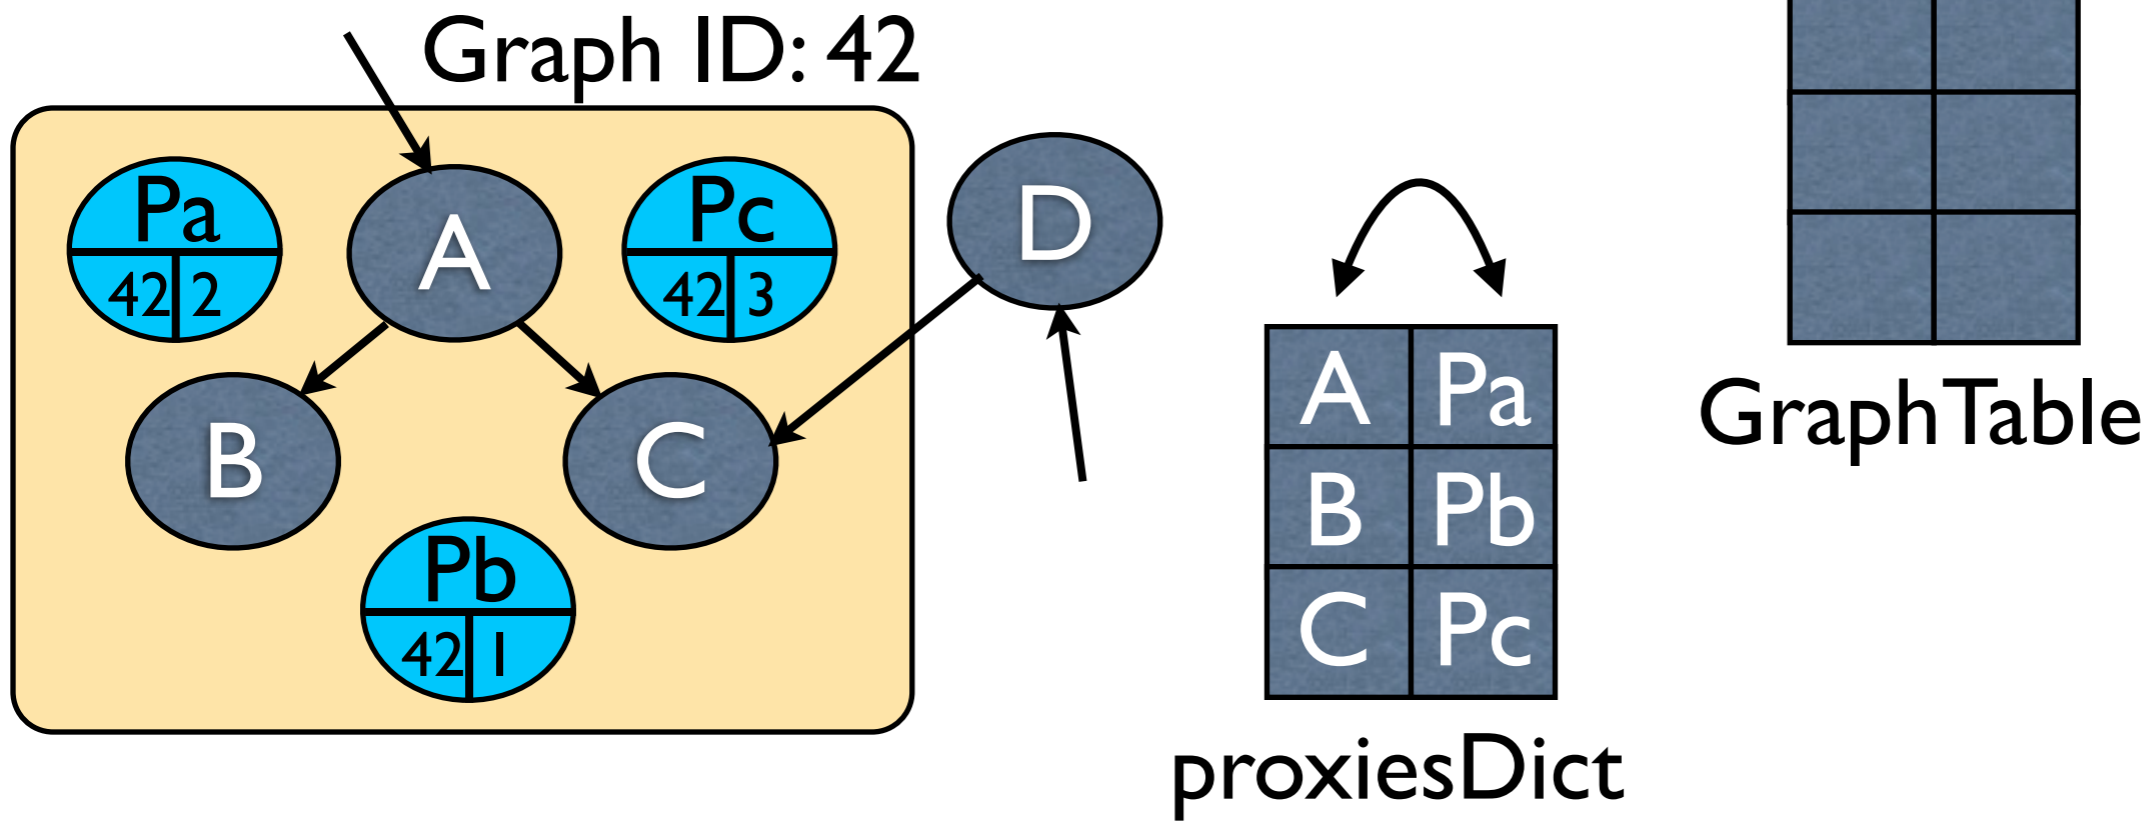 Graph ID: 42
Pa
42 2
A
Pc
42 3
D
B
C
Pb
42 1
A Pa
B Pb
C Pc
proxiesDict
GraphTable